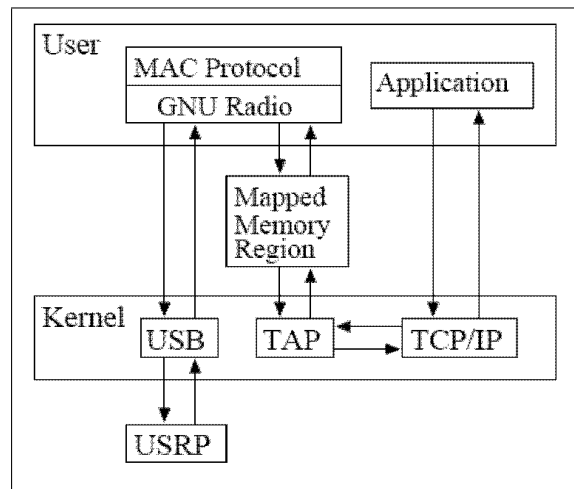 User
MAC Protocol
GNU Radio
Application
Mapped
Memory
Region
Kernel
USB
TAP
TCP/IP
USRP